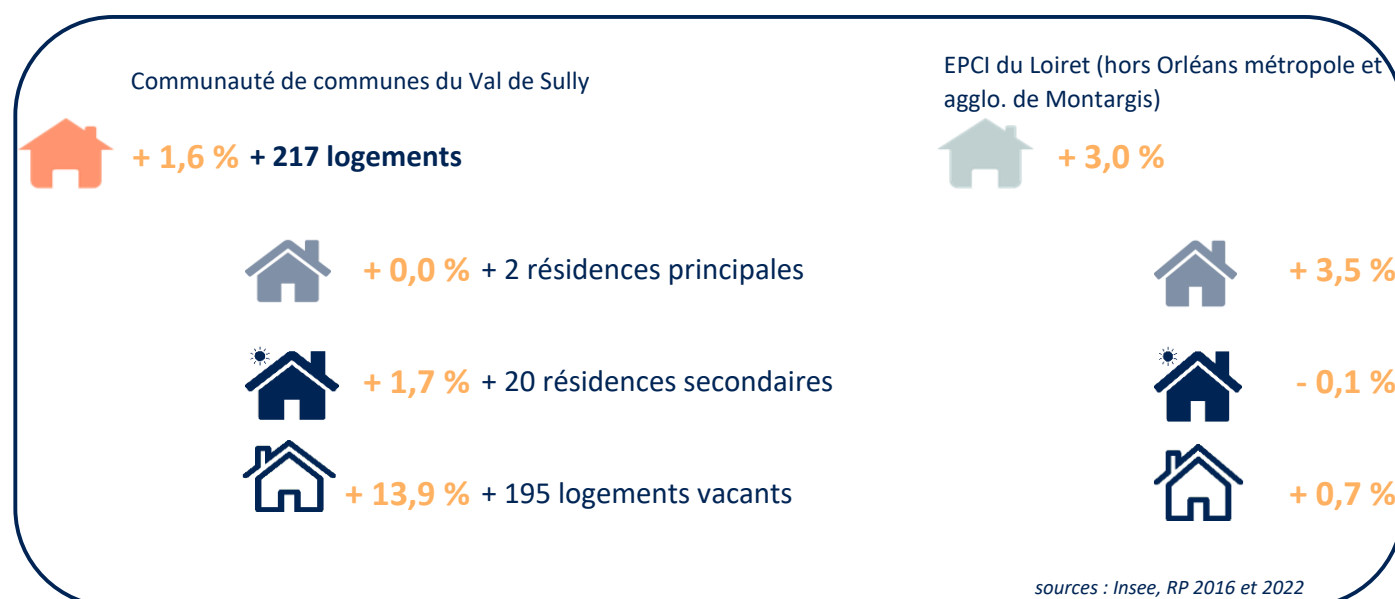 Communauté de communes du Val de Sully
EPCI du Loiret (hors Orléans métropole et
agglo. de Montargis)
+ 1,6 % + 217 logements
+ 3,0 %
+ 0,0 % + 2 résidences principales
+ 3,5 %
+ 1,7 % + 20 résidences secondaires
- 0,1 %
+ 13,9 % + 195 logements vacants
+ 0,7 %
sources : Insee, RP 2016 et 2022